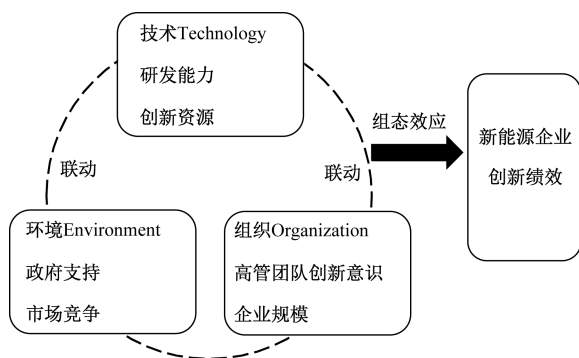 技术Technology
研发能力
创新资源
组态效应
新能源企业
创新绩效
联动
联动
环境Environment
政府支持
市场竞争
组织Organization
高管团队创新意识
企业规模